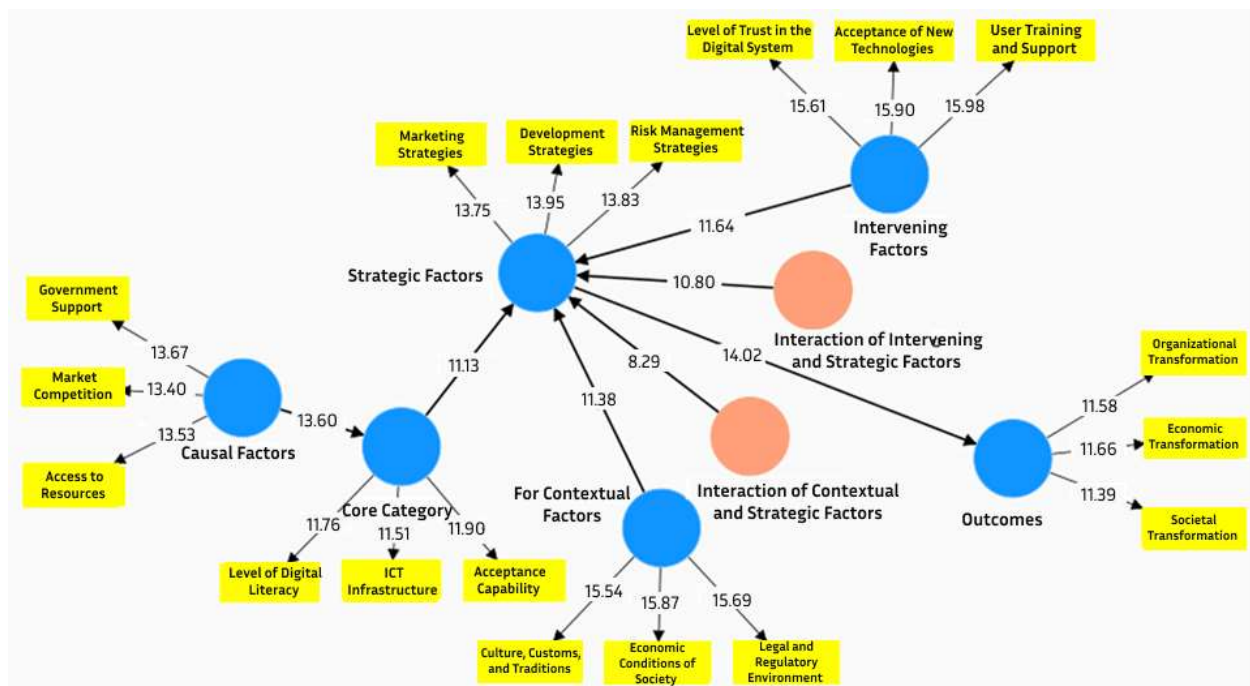 Level of Trust in the
Digital System
Acceptance of New
Technologies
User Training
and Support
15.61
15.90
15.98
Marketing
Strategies
Development
Strategies
Risk Management
Strategies
13.75
13.95
13.83
11.64
Intervening
Factors
Strategic Factors
10.80
Interaction of Intervening
and Strategic Factors
Government
Support
13.67
Market
Competition
13.40
13.53
Access to
Resources
Causal Factors
13.60
11.13
11.38
8.29
14.02
Core Category
11.76
11.51
11.90
Level of Digital
Literacy
ICT
Infrastructure
Acceptance
Capability
For Contextual
Factors
Interaction of Contextual
and Strategic Factors
15.54
15.87
15.69
Culture, Customs,
and Traditions
Economic
Conditions of
Society
Legal and
Regulatory
Environment
Outcomes
Organizational
Transformation
11.58
Economic
Transformation
11.66
11.39
Societal
Transformation